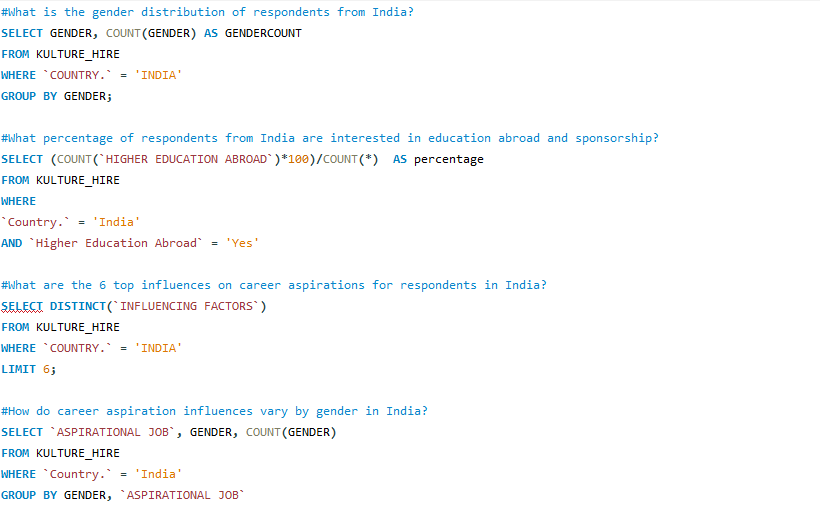 #What is the gender distribution of respondents from India?
SELECT GENDER, COUNT(GENDER) AS GENDERCOUNT
FROM KULTURE_HIRE
WHERE `COUNTRY.` = 'INDIA'
GROUP BY GENDER;
#What percentage of respondents from India are interested in education abroad and sponsorship?
SELECT (COUNT(`HIGHER EDUCATION ABROAD`)*100)/COUNT(*)  AS percentage
FROM KULTURE_HIRE
WHERE
`Country.` = 'India'
AND `Higher Education Abroad` = 'Yes'
#What are the 6 top influences on career aspirations for respondents in India?
SELECT DISTINCT(`INFLUENCING FACTORS`)
FROM KULTURE_HIRE
WHERE `COUNTRY.` = 'INDIA'
LIMIT 6;
#How do career aspiration influences vary by gender in India?
SELECT `ASPIRATIONAL JOB`, GENDER, COUNT(GENDER)
FROM KULTURE_HIRE
WHERE `Country.` = 'India'
GROUP BY GENDER, `ASPIRATIONAL JOB`